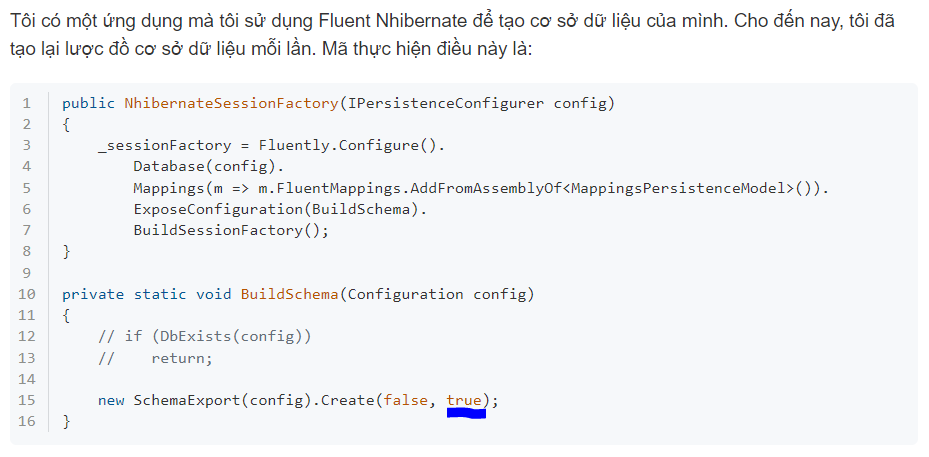 Tôi có một ứng dụng mà tôi sử dụng Fluent Nhibernate để tạo cơ sở dữ liệu của mình. Cho đến nay, tôi đã
tạo lại lược đồ cơ sở dữ liệu mỗi lần. Mã thực hiện điều này là:
1 public NhibernateSessionFactory(IPersistenceConfigurer config)
2 {
3     _sessionFactory = Fluently.Configure().
4         Database(config).
5         Mappings(m => m.FluentMappings.AddFromAssemblyOf<MappingsPersistenceModel>()).
6         ExposeConfiguration(BuildSchema).
7         BuildSessionFactory();
8 }
9
10 private static void BuildSchema(Configuration config)
11 {
12     // if (DbExists(config))
13     //    return;
14
15     new SchemaExport(config).Create(false, true);
16 }